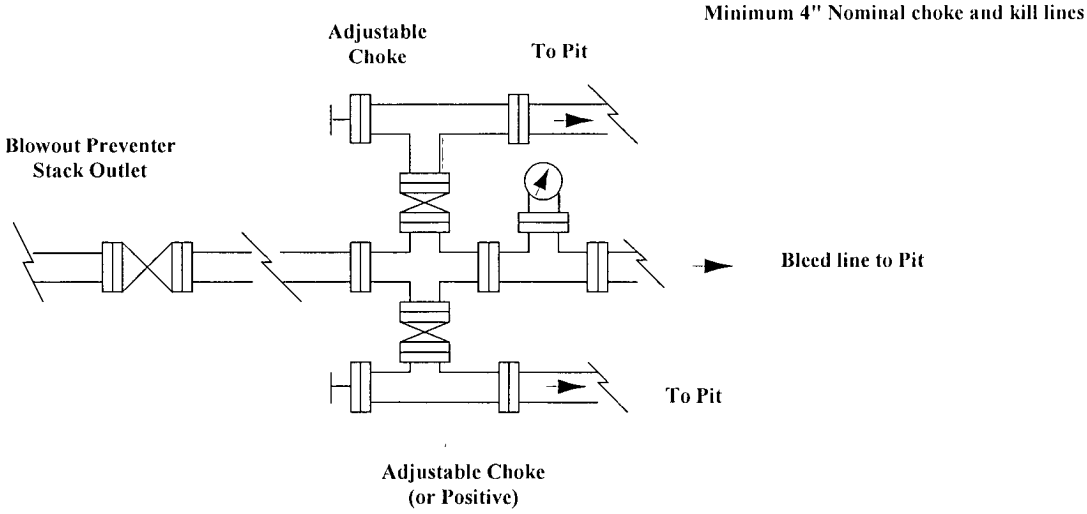 Minimum 4" Nominal choke and kill lines
Adjustable
Choke
To Pit
Blowout Preventer
Stack Outlet
Bleed line to Pit
To Pit
Adjustable Choke
(or Positive)